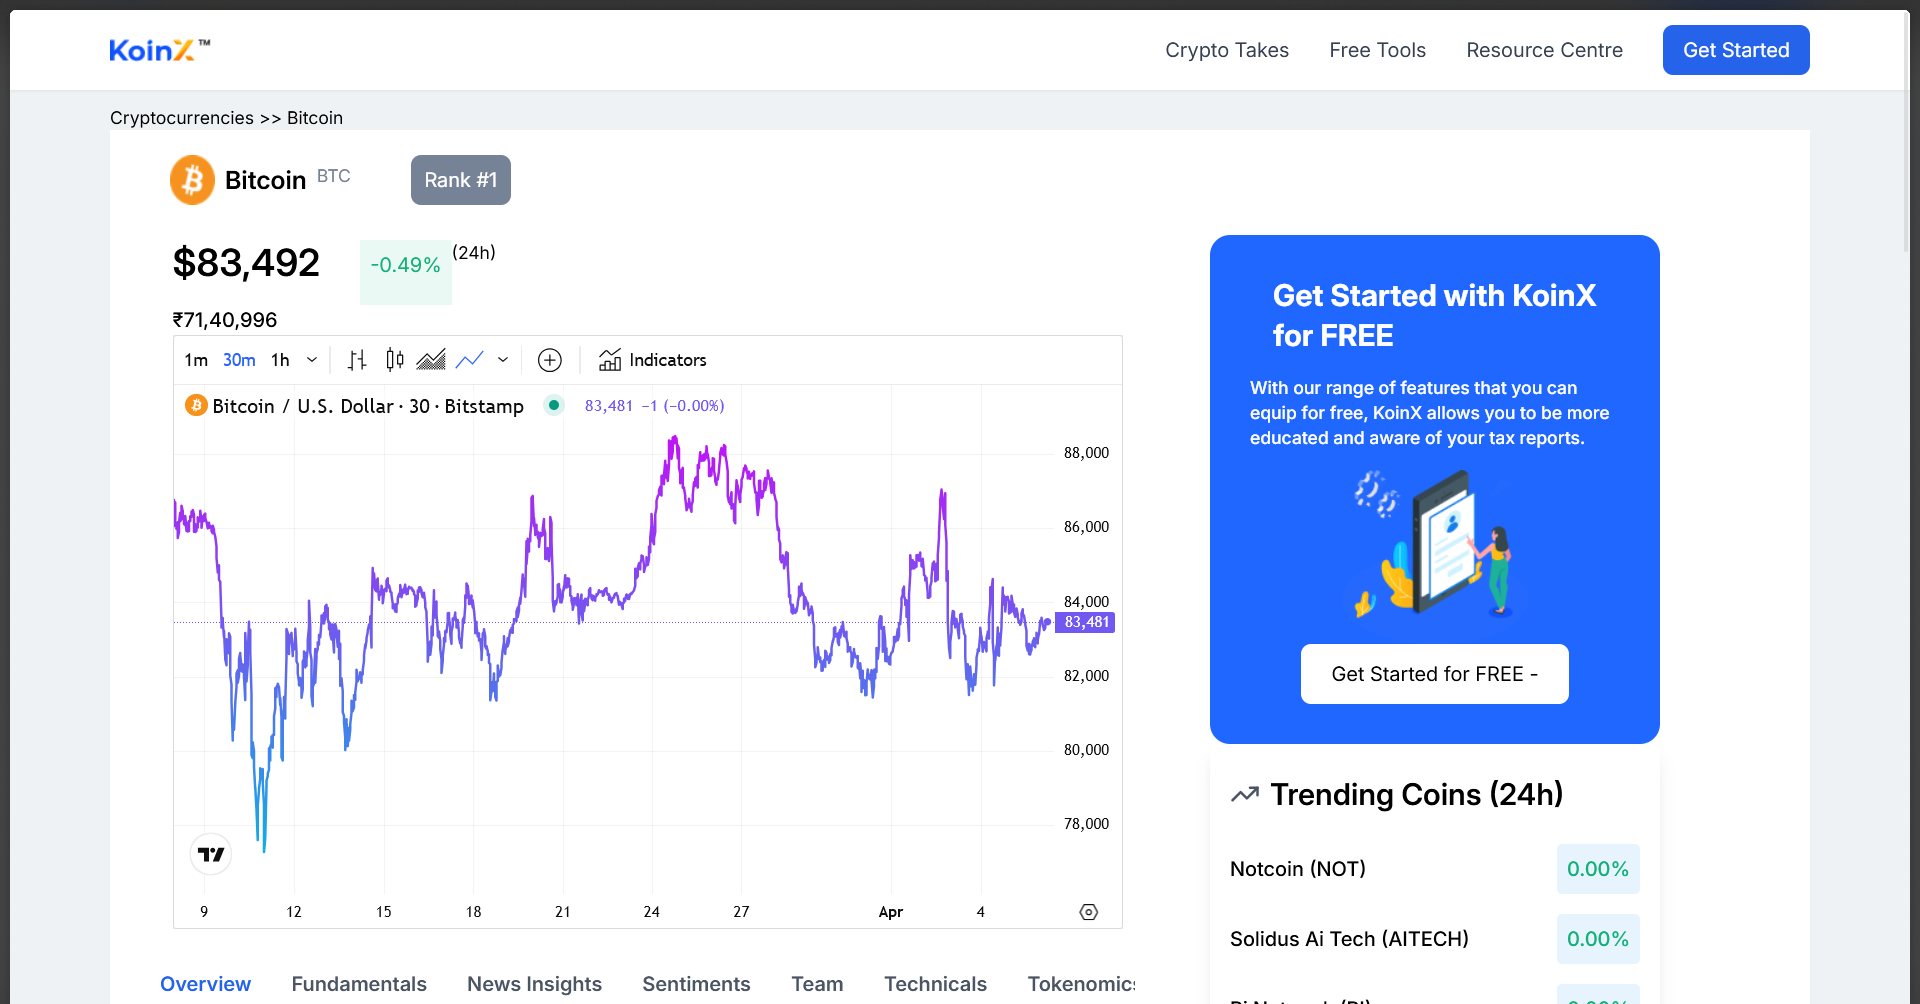 KoinX™
Crypto Takes
Free Tools
Resource Centre
Get Started
Cryptocurrencies >> Bitcoin
Bitcoin BTC
Rank #1
$83,492
-0.49%
(24h)
₹71,40,996
1m 30m 1h
Indicators
Bitcoin / U.S. Dollar · 30 · Bitstamp
83,481 −1 (−0.00%)
88,000
86,000
84,000
83,481
82,000
80,000
78,000
9 12 15 18 21 24 27 Apr 4
Overview
Fundamentals
News Insights
Sentiments
Team
Technicals
Tokenomics
Get Started with KoinX
for FREE
With our range of features that you can
equip for free, KoinX allows you to be more
educated and aware of your tax reports.
Get Started for FREE -
Trending Coins (24h)
Notcoin (NOT)
0.00%
Solidus Ai Tech (AITECH)
0.00%